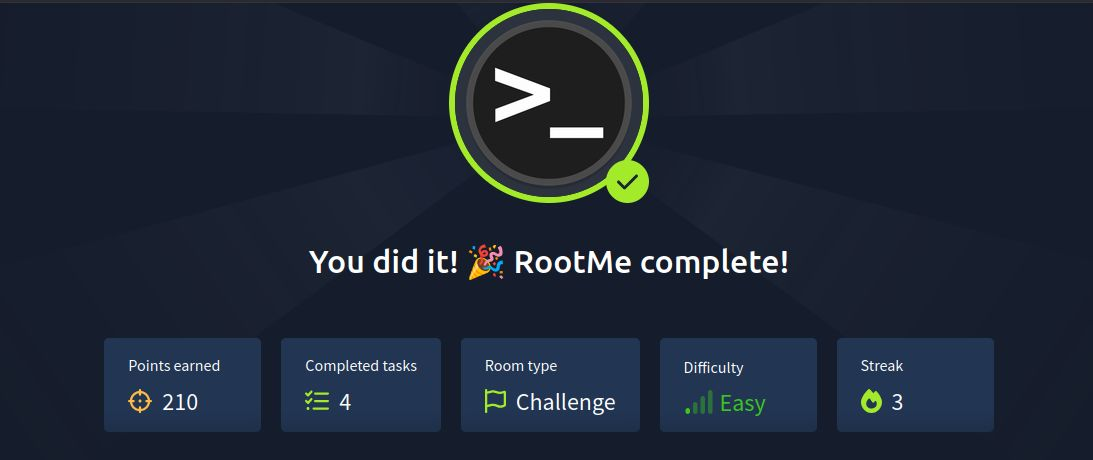 >_
You did it! 🎉 RootMe complete!
Points earned
210
Completed tasks
4
Room type
Challenge
Difficulty
Easy
Streak
3